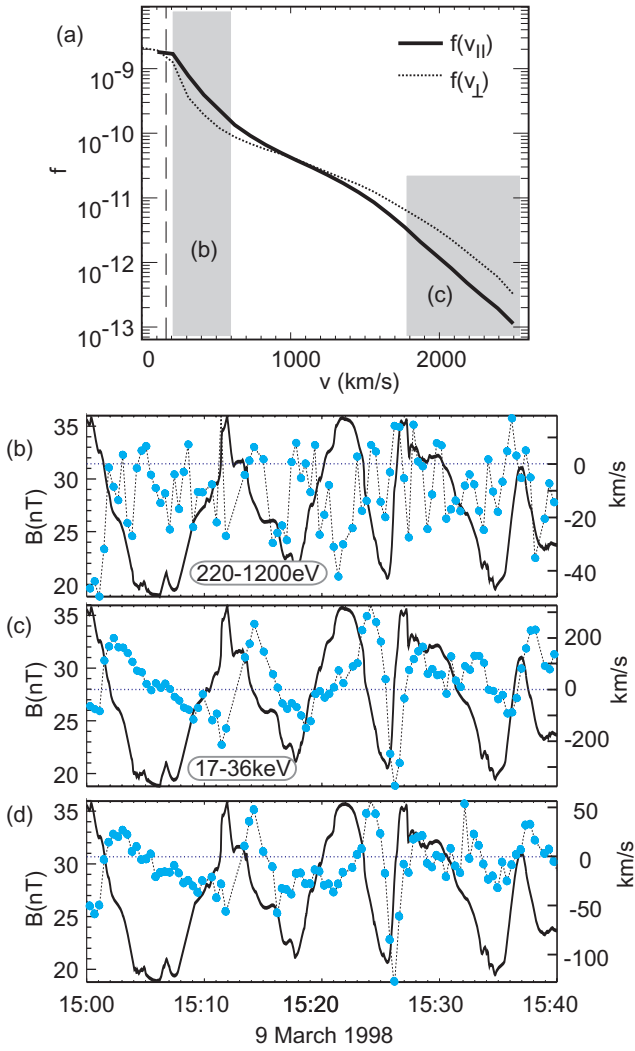 (a)
f(v||)
f(v⊥)
10-9
10-10
10-11
10-12
10-13
f
(b)
(c)
0 1000 2000
v (km/s)
(b)
35
30
25
20
B(nT)
0
-20
-40
km/s
220-1200eV
(c)
35
30
25
20
B(nT)
200
0
-200
km/s
17-36keV
(d)
35
30
25
20
B(nT)
50
0
-50
-100
km/s
15:00 15:10 15:20 15:30 15:40
9 March 1998